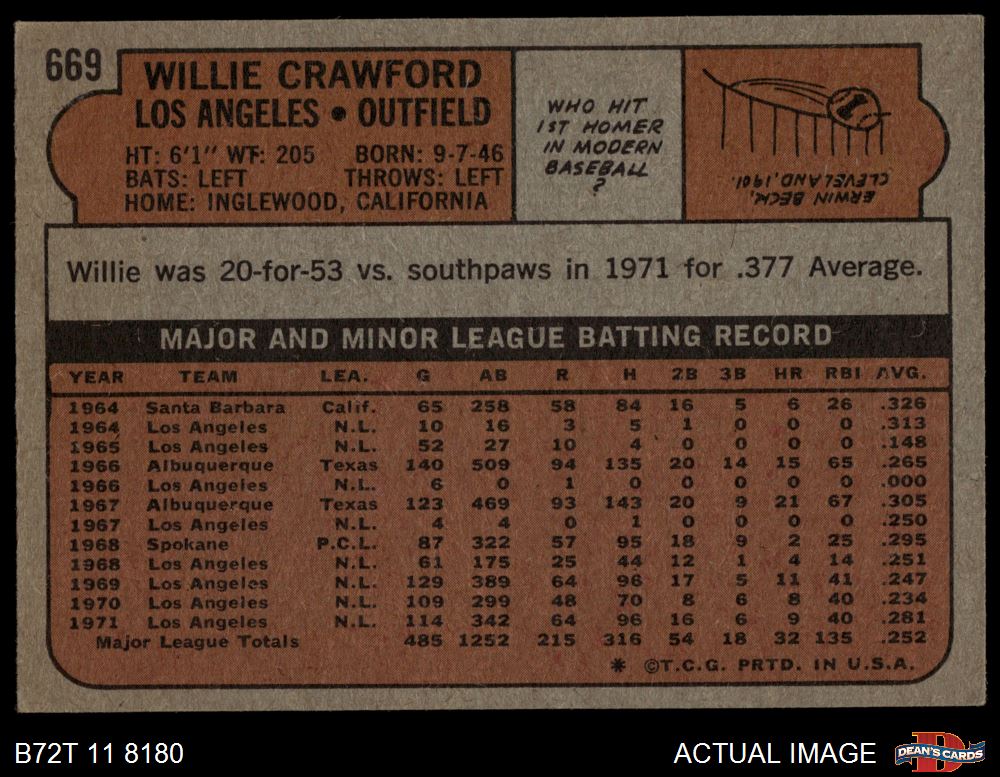 669
WILLIE CRAWFORD
LOS ANGELES • OUTFIELD
HT: 6'1" WT: 205 BORN: 9-7-46
BATS: LEFT THROWS: LEFT
HOME: INGLEWOOD, CALIFORNIA
WHO HIT
1ST HOMER
IN MODERN
BASEBALL
?
1
ERWIN BECK,
CLEVELAND, 1901.
Willie was 20-for-53 vs. southpaws in 1971 for .377 Average.
MAJOR AND MINOR LEAGUE BATTING RECORD
YEAR TEAM LEA. G AB R H 2B 3B HR RBI AVG.
1964 Santa Barbara Calif. 65 258 58 84 16 5 6 26 .326
1964 Los Angeles N.L. 10 16 3 5 1 0 0 0 .313
1965 Los Angeles N.L. 52 27 10 4 0 0 0 0 .148
1966 Albuquerque Texas 140 509 94 135 20 14 15 65 .265
1966 Los Angeles N.L. 6 0 1 0 0 0 0 0 .000
1967 Albuquerque Texas 123 469 93 143 20 9 21 67 .305
1967 Los Angeles N.L. 4 4 0 1 0 0 0 0 .250
1968 Spokane P.C.L. 87 322 57 95 18 9 2 25 .295
1968 Los Angeles N.L. 61 175 25 44 12 1 4 14 .251
1969 Los Angeles N.L. 129 389 64 96 17 5 11 41 .247
1970 Los Angeles N.L. 109 299 48 70 8 6 8 40 .234
1971 Los Angeles N.L. 114 342 64 96 16 6 9 40 .281
Major League Totals 485 1252 215 316 54 18 32 135 .252
* ©T.C.G. PRTD. IN U.S.A.
B72T 11 8180
ACTUAL IMAGE
D
DEAN'S CARDS